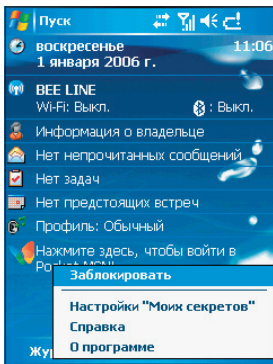 Пуск
воскресенье 11:06
1 января 2006 г.
BEE LINE
Wi-Fi: Выкл. : Выкл.
Информация о владельце
Нет непрочитанных сообщений
Нет задач
Нет предстоящих встреч
Профиль: Обычный
Нажмите здесь, чтобы войти в
Заблокировать
Настройки "Моих секретов"
Справка
О программе